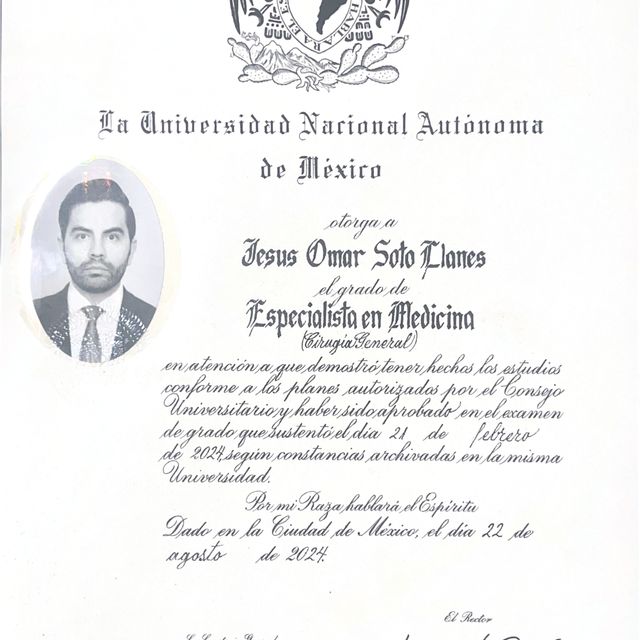 HABLARA EL ES
La Universidad Nacional Autónoma
de México
otorga a
Jesus Omar Soto Llanes
el grado de
Especialista en Medicina
(Cirugía General)
en atención a que demostró tener hechos los estudios
conforme a los planes autorizados por el Consejo
Universitario y haber sido aprobado en el examen
de grado que sustentó el día 21 de febrero
de 2024, según constancias archivadas en la misma
Universidad.
Por mi Raza hablará el Espíritu
Dado en la Ciudad de México, el día 22 de
agosto de 2024.
El Rector